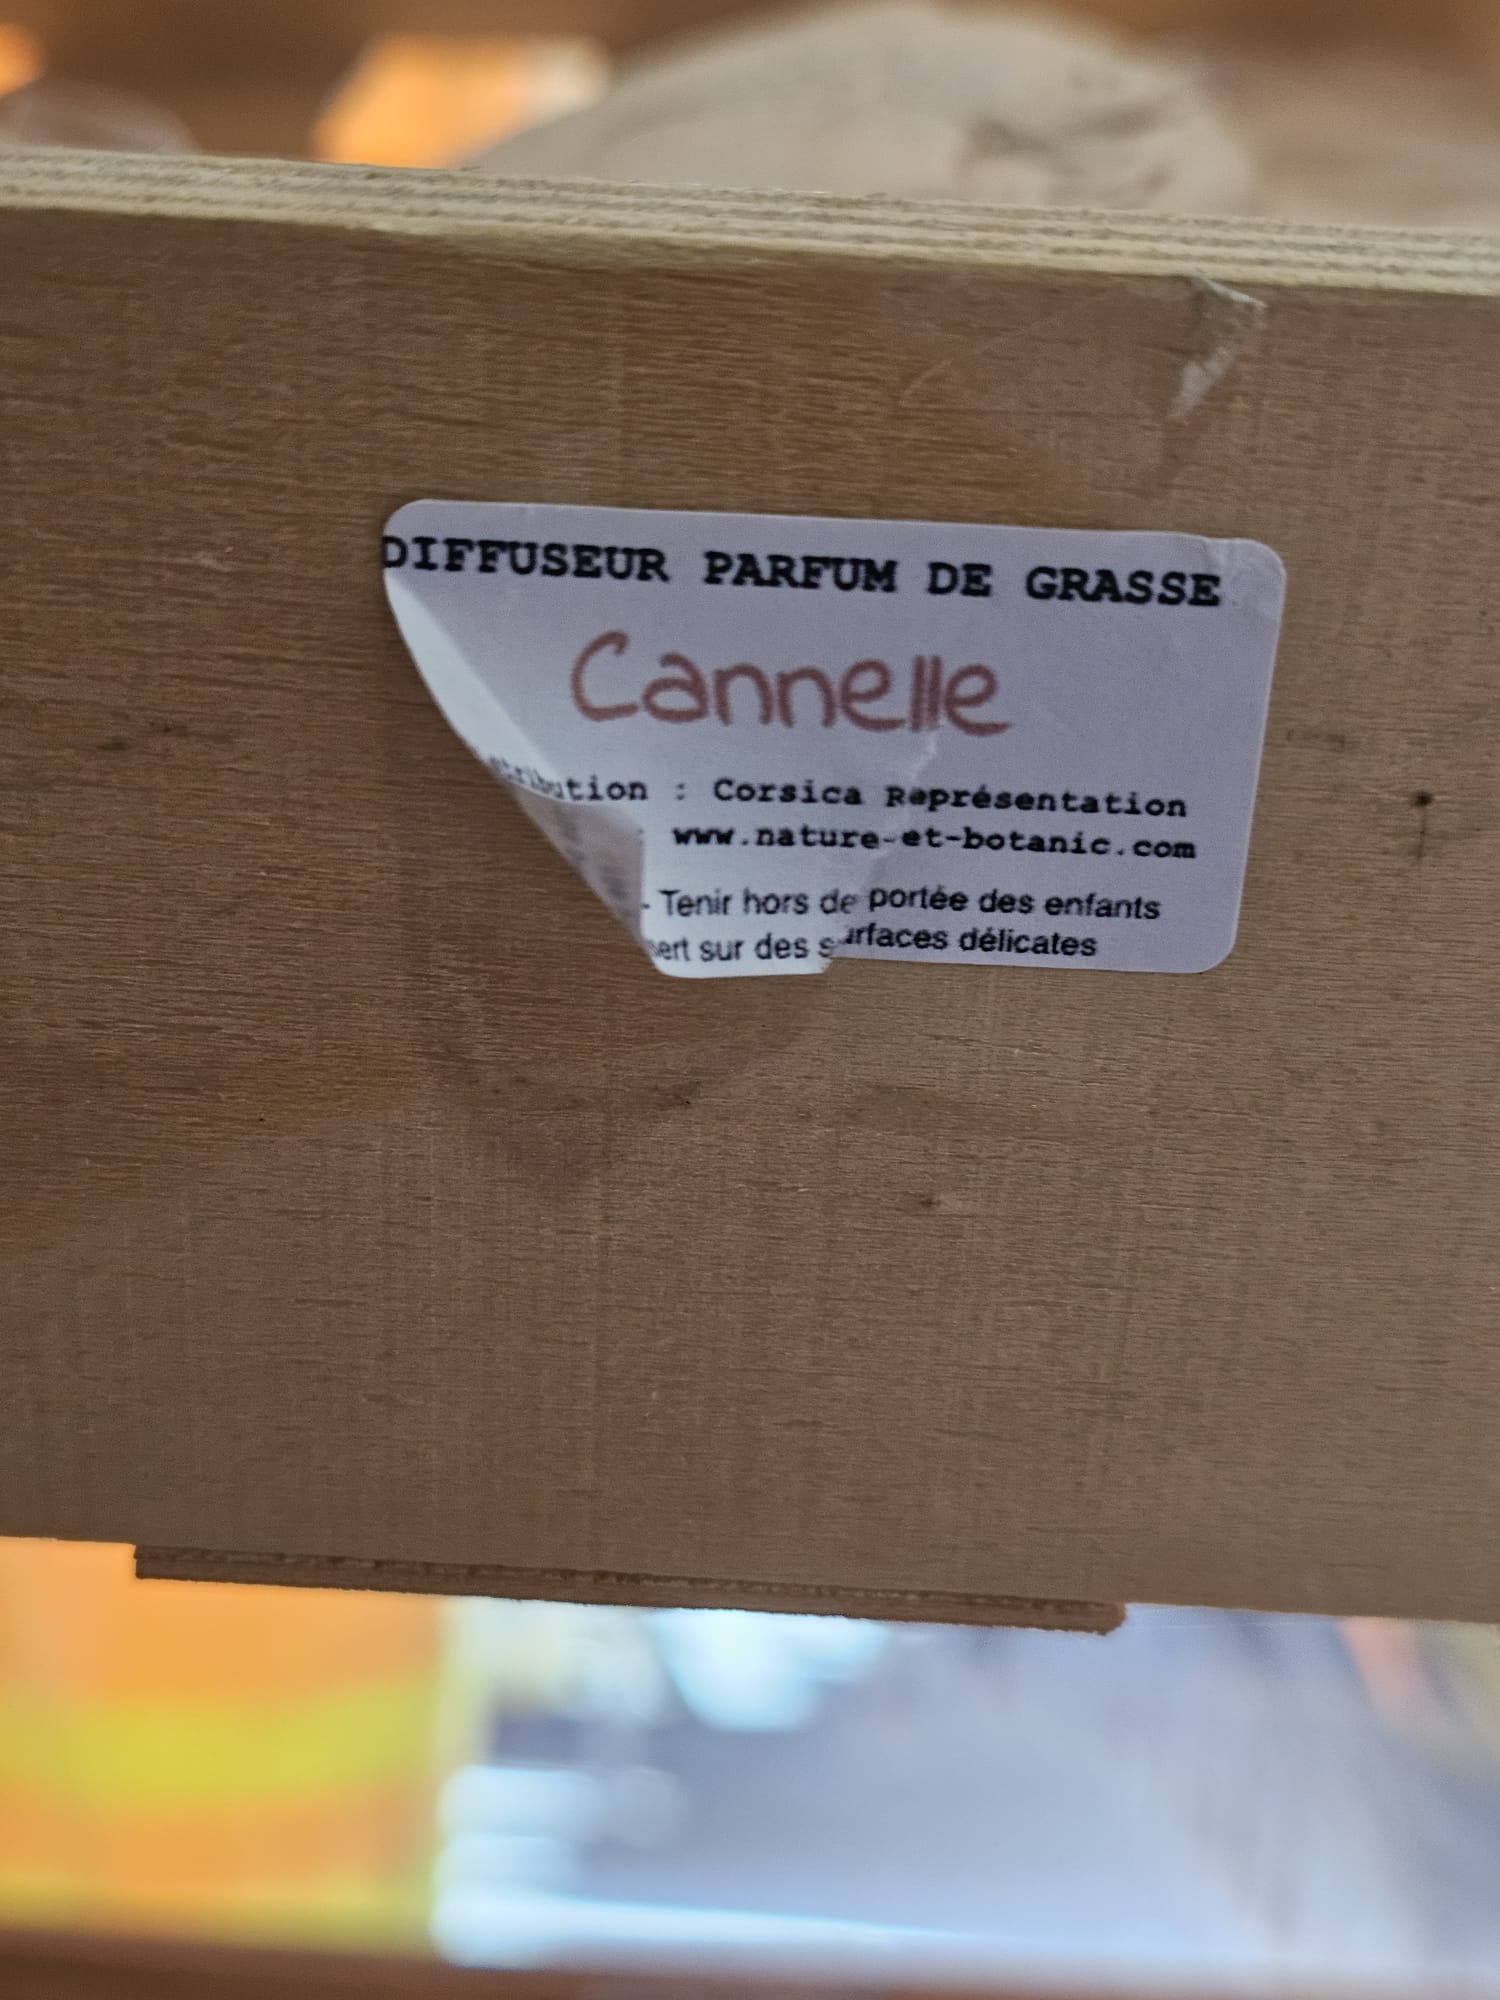 DIFFUSEUR PARFUM DE GRASSE
Cannelle
tribution : Corsica Représentation
www.nature-et-botanic.com
- Tenir hors de portée des enfants
sur des surfaces délicates